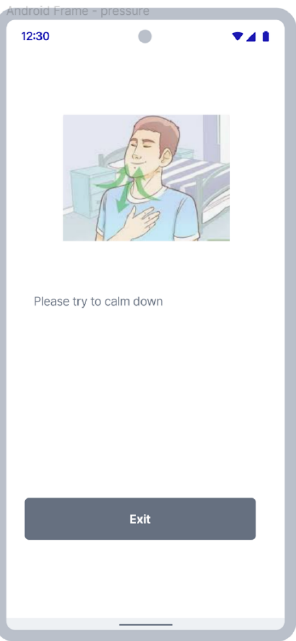 Android Frame - pressure
12:30
Please try to calm down
Exit